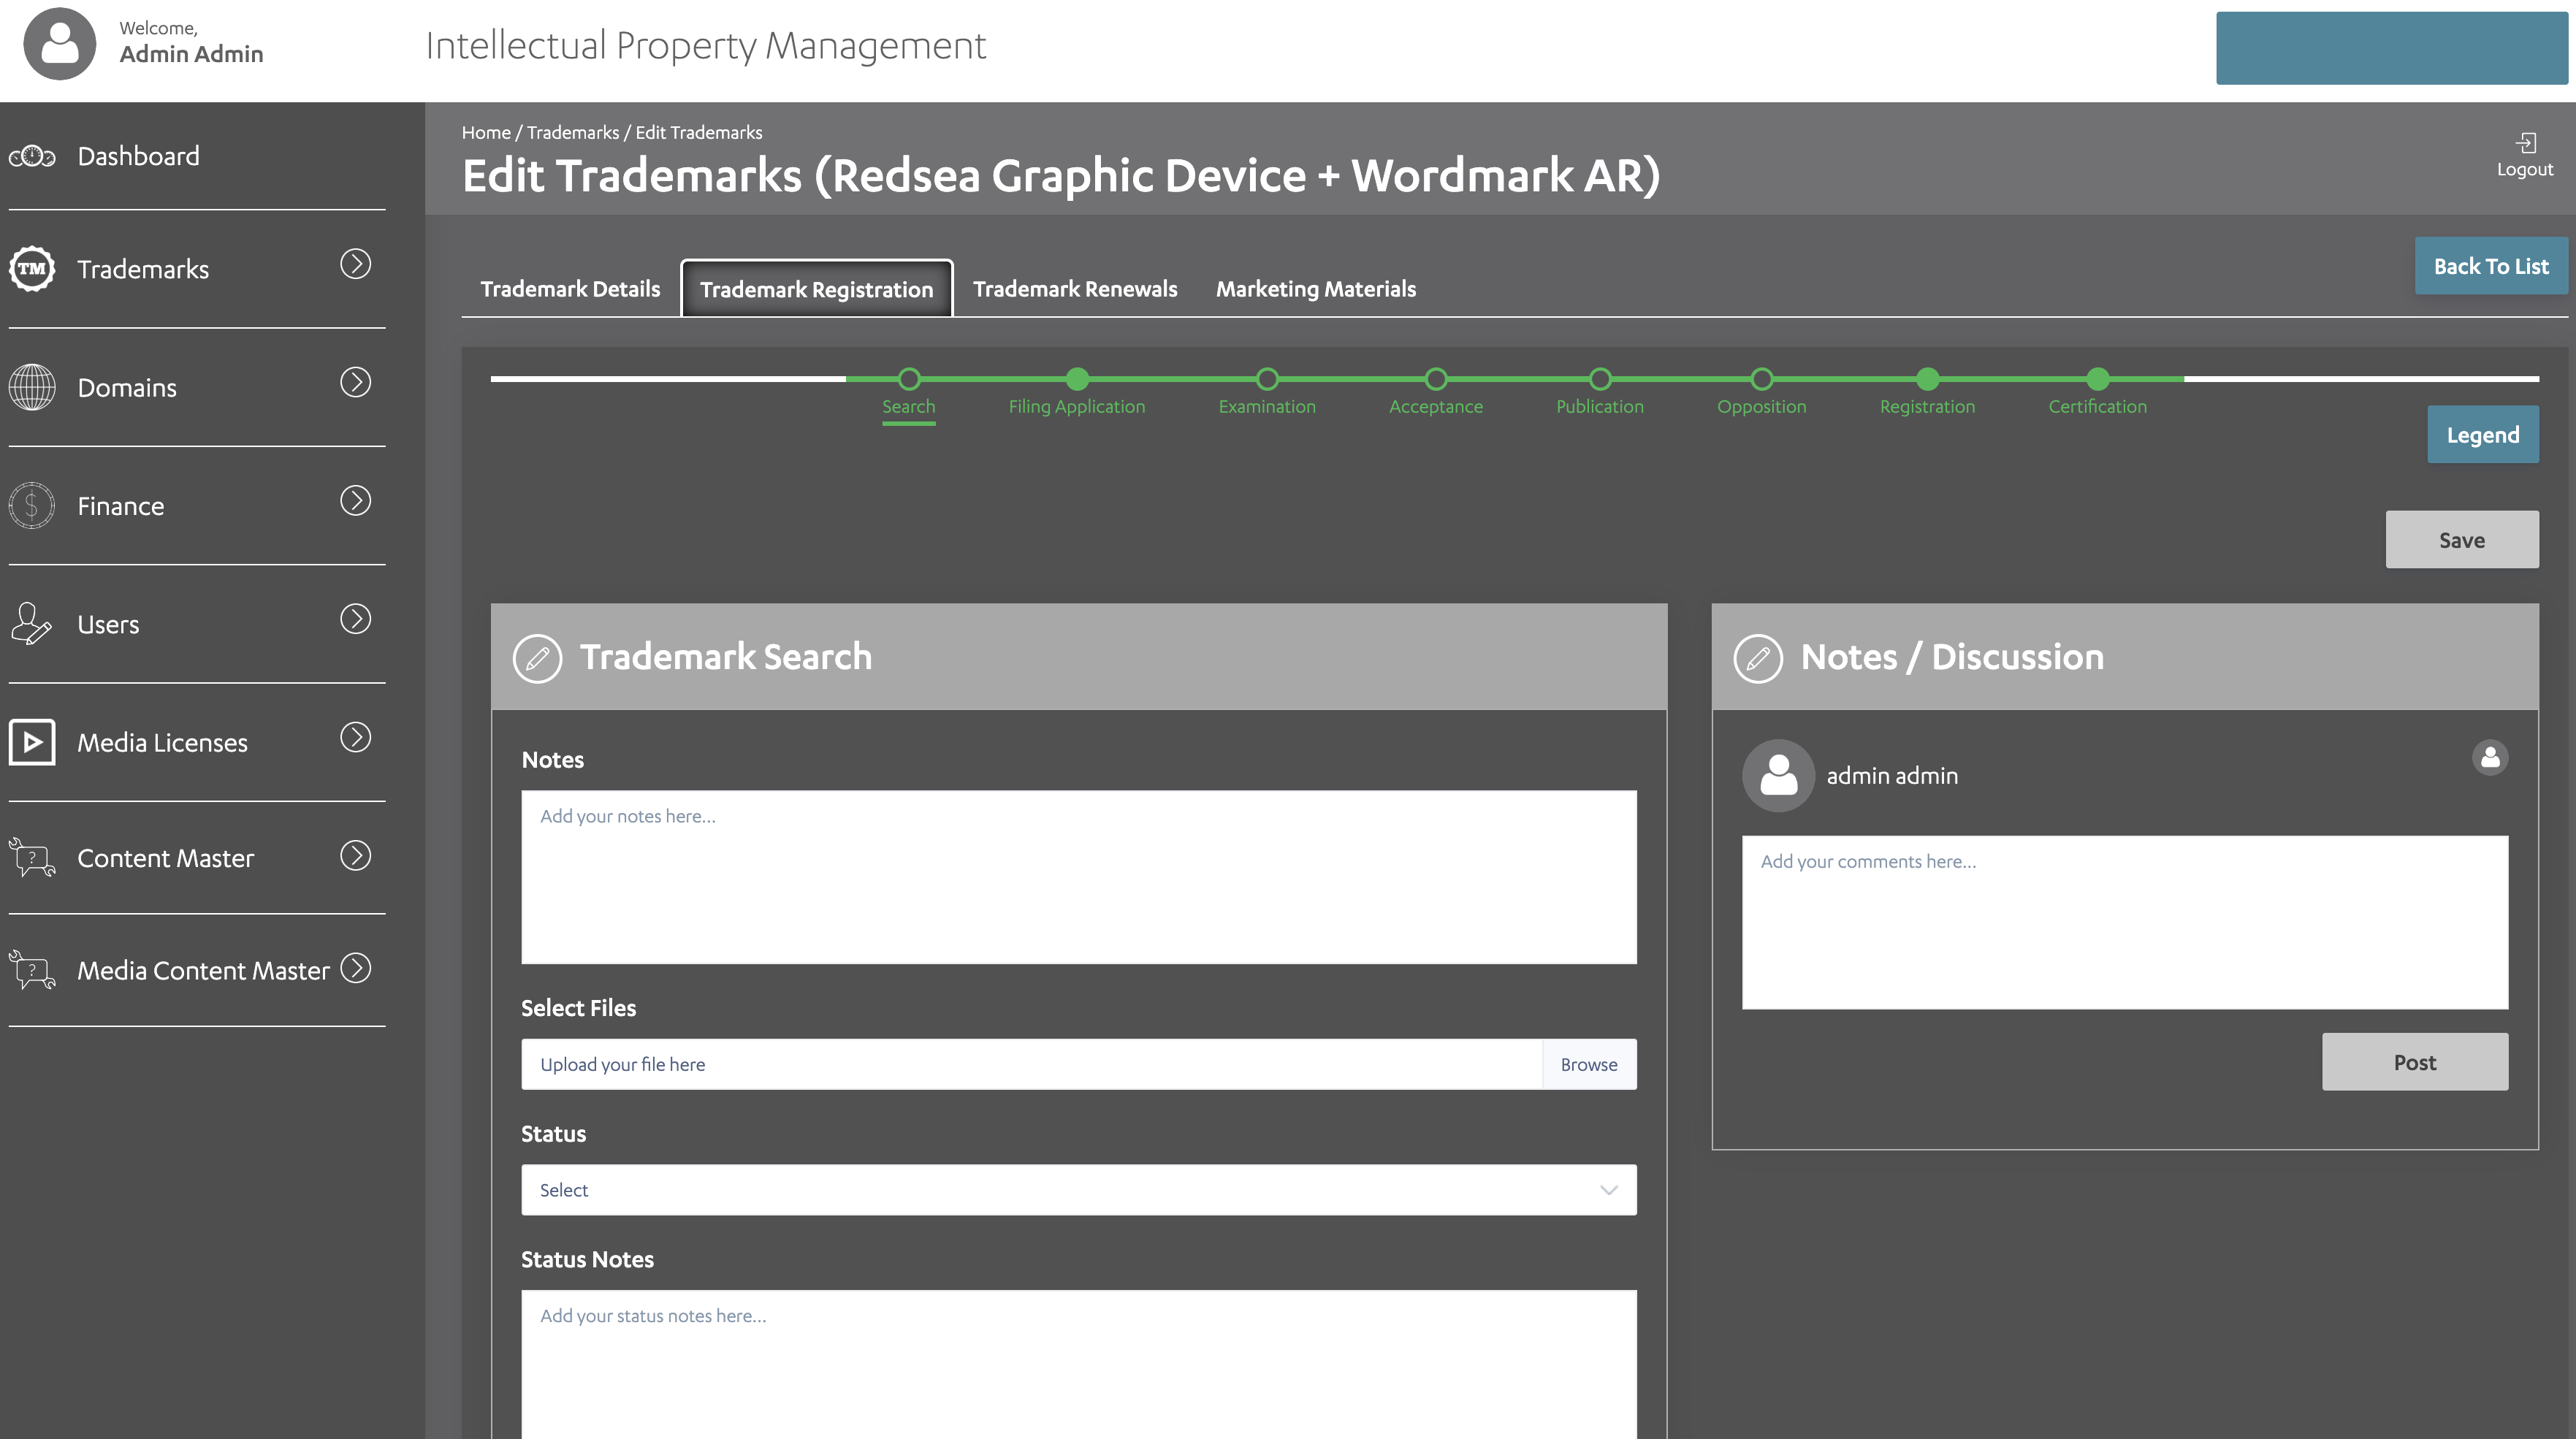 Welcome,
Admin Admin
Intellectual Property Management
Dashboard
TM
Trademarks
Domains
$
Finance
Users
Media Licenses
?
Content Master
?
Media Content Master
Home / Trademarks / Edit Trademarks
Edit Trademarks (Redsea Graphic Device + Wordmark AR)
Logout
Trademark Details
Trademark Registration
Trademark Renewals
Marketing Materials
Back To List
Search
Filing Application
Examination
Acceptance
Publication
Opposition
Registration
Certification
Legend
Save
Trademark Search
Notes
Add your notes here...
Select Files
Upload your file here
Browse
Status
Select
Status Notes
Add your status notes here...
Notes / Discussion
admin admin
Add your comments here...
Post